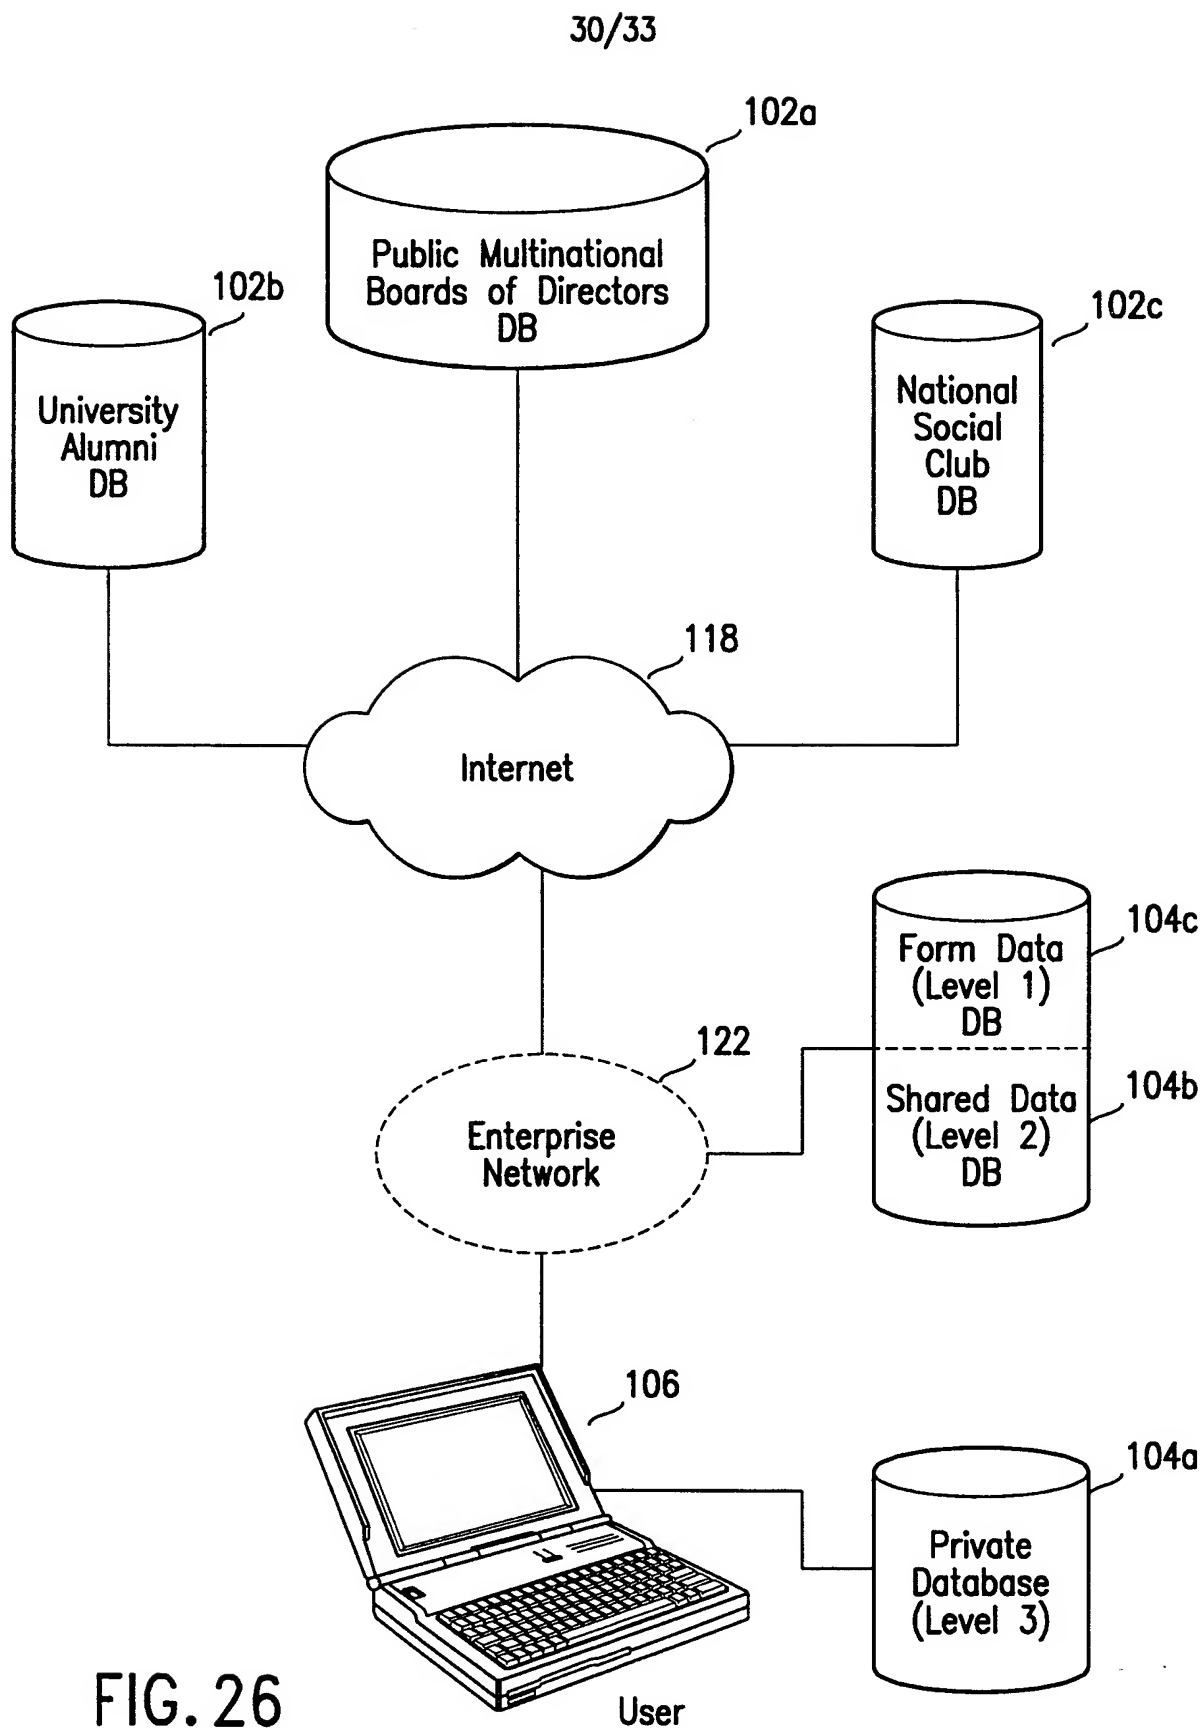 30/33
102a
Public Multinational
Boards of Directors
DB
102b
University
Alumni
DB
102c
National
Social
Club
DB
118
Internet
104c
Form Data
(Level 1)
DB
122
Enterprise
Network
104b
Shared Data
(Level 2)
DB
106
104a
Private
Database
(Level 3)
User
FIG. 26